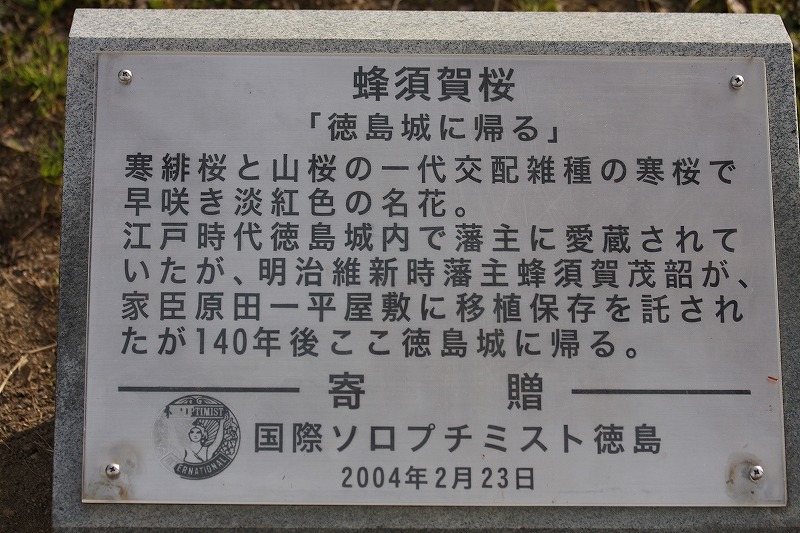 蜂須賀桜
「徳島城に帰る」
寒緋桜と山桜の一代交配雑種の寒桜で
早咲き淡紅色の名花。
江戸時代徳島城内で藩主に愛蔵されて
いたが、明治維新時藩主蜂須賀茂韶が、
家臣原田一平屋敷に移植保存を託され
たが140年後ここ徳島城に帰る。
寄　贈
国際ソロプチミスト徳島
2004年2月23日